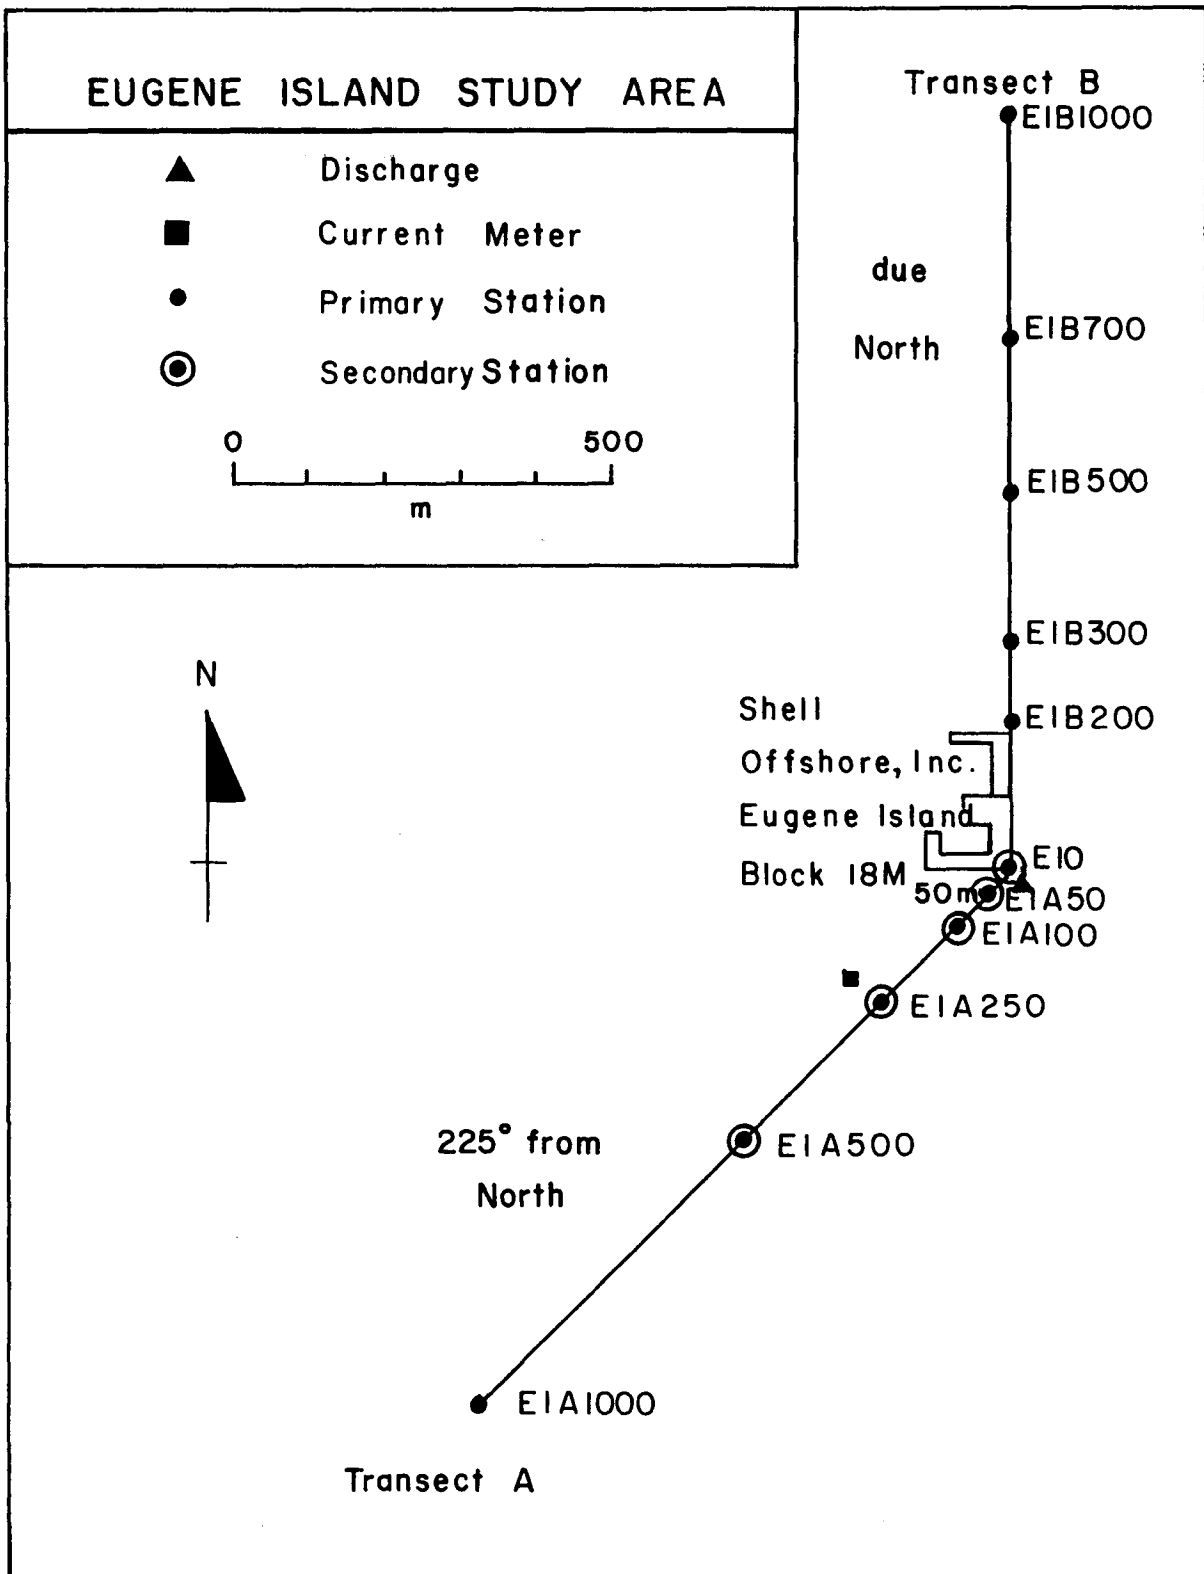 EUGENE ISLAND STUDY AREA
Discharge
Current Meter
Primary Station
Secondary Station
0 500
m
Transect B
EIB1000
due
North
EIB700
EIB500
EIB300
EIB200
N
Shell
Offshore, Inc.
Eugene Island
Block 18M
EI0
50m
EIA50
EIA100
EIA250
225° from
North
EIA500
EIA1000
Transect A